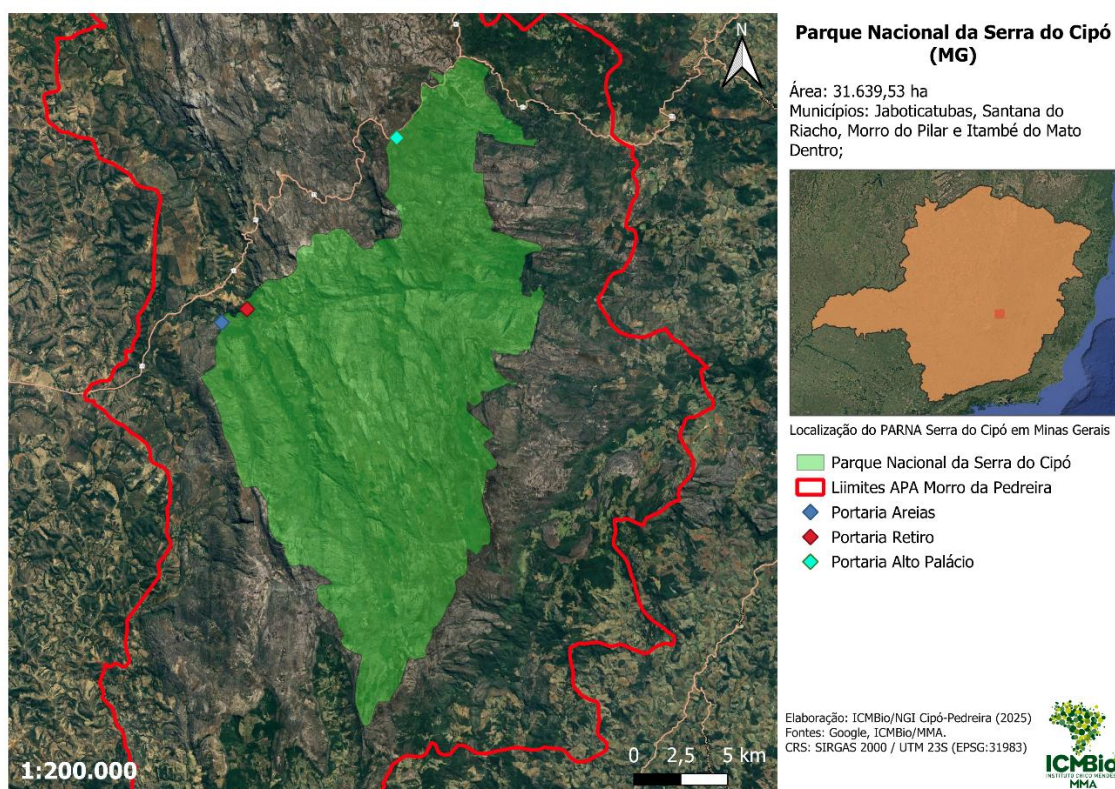 Parque Nacional da Serra do Cipó
(MG)
Área: 31.639,53 ha
Municípios: Jaboticatubas, Santana do
Riacho, Morro do Pilar e Itambé do Mato
Dentro;
N
Localização do PARNA Serra do Cipó em Minas Gerais
Parque Nacional da Serra do Cipó
Liimites APA Morro da Pedreira
Portaria Areias
Portaria Retiro
Portaria Alto Palácio
Elaboração: ICMBio/NGI Cipó-Pedreira (2025)
Fontes: Google, ICMBio/MMA.
CRS: SIRGAS 2000 / UTM 23S (EPSG:31983)
ICMBio
INSTITUTO CHICO MENDES
MMA
0 2,5 5 km
1:200.000